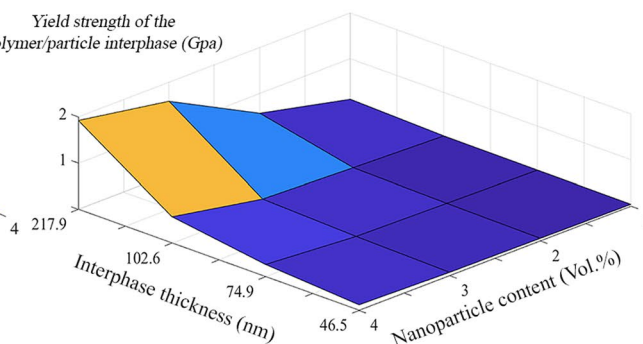 Yield strength of the
olymer/particle interphase (Gpa)
2
1
4
217.9
102.6
74.9
46.5
Interphase thickness (nm)
4
3
2
Nanoparticle content (Vol.%)